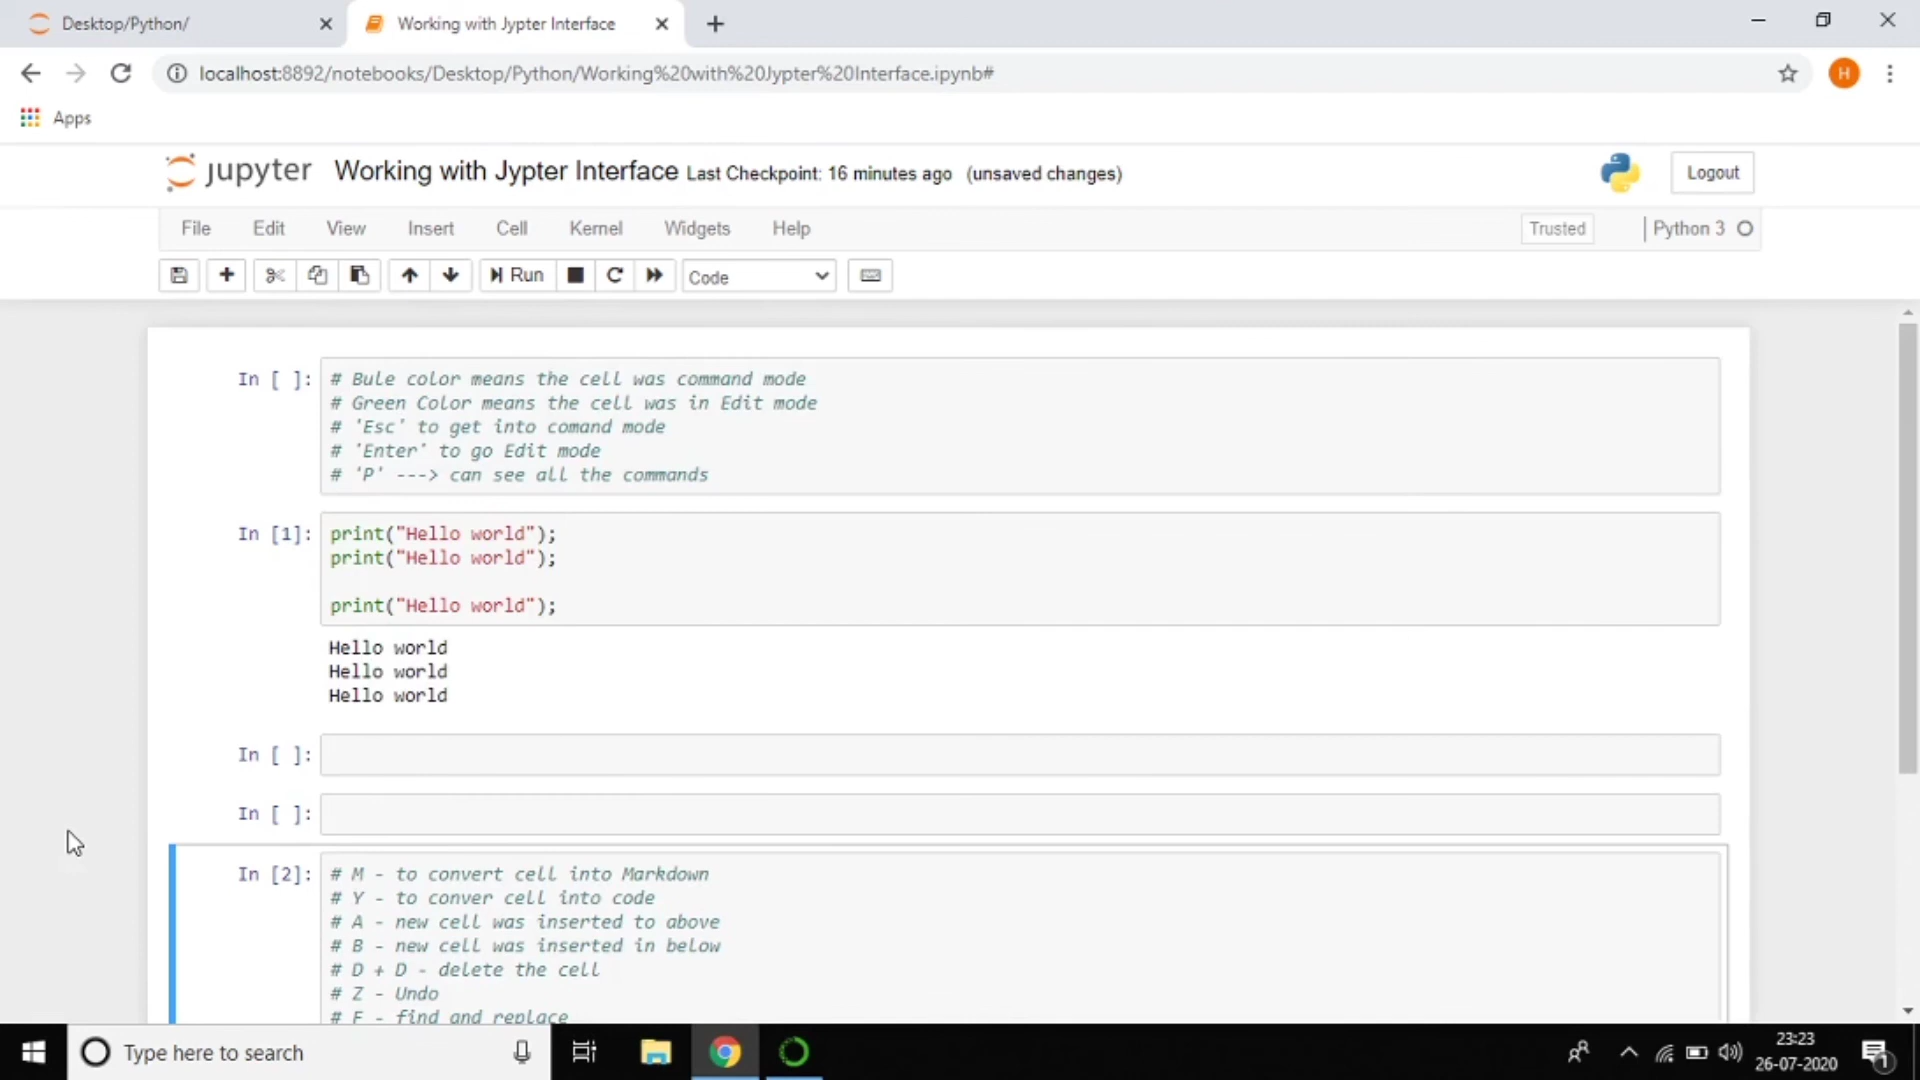 Desktop/Python/
Working with Jypter Interface
localhost:8892/notebooks/Desktop/Python/Working%20with%20Jypter%20Interface.ipynb#
H
Apps
jupyter Working with Jypter Interface Last Checkpoint: 16 minutes ago (unsaved changes)
Logout
File Edit View Insert Cell Kernel Widgets Help
Trusted
Python 3
Run
Code
In [ ]:
# Bule color means the cell was command mode
# Green Color means the cell was in Edit mode
# 'Esc' to get into comand mode
# 'Enter' to go Edit mode
# 'P' ---> can see all the commands
In [1]:
print("Hello world");
print("Hello world");
print("Hello world");
Hello world
Hello world
Hello world
In [ ]:
In [ ]:
In [2]:
# M - to convert cell into Markdown
# Y - to conver cell into code
# A - new cell was inserted to above
# B - new cell was inserted in below
# D + D - delete the cell
# Z - Undo
# F - find and replace
Type here to search
23:23
26-07-2020
1